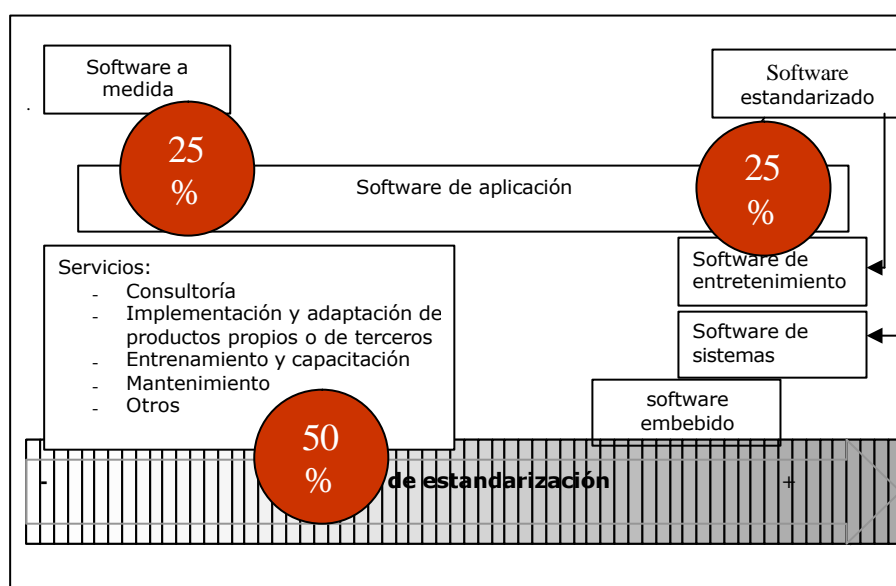 Software a
medida
Software
estandarizado
.
25
%
Software de aplicación
25
%
Servicios:
- Consultoría
- Implementación y adaptación de
productos propios o de terceros
- Entrenamiento y capacitación
- Mantenimiento
- Otros
Software de
entretenimiento
Software de
sistemas
software
embebido
50
%
- de estandarización +